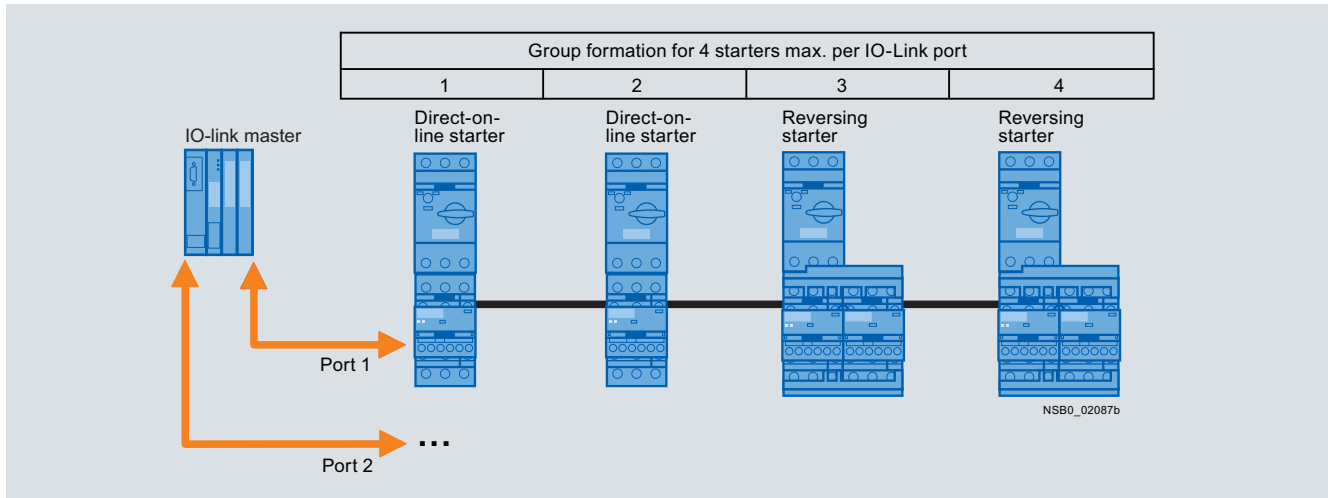 Group formation for 4 starters max. per IO-Link port
1 2 3 4
IO-link master
Direct-on-
line starter
Direct-on-
line starter
Reversing
starter
Reversing
starter
Port 1
NSB0_02087b
...
Port 2